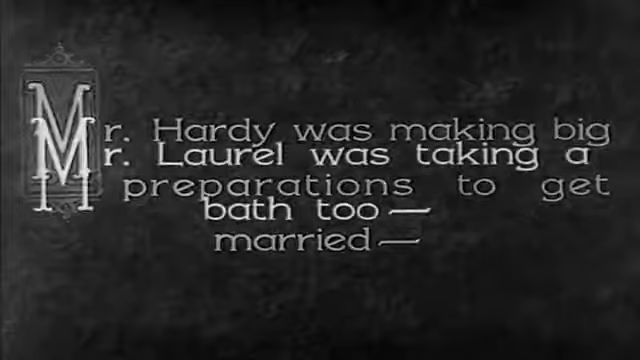 Mr. Hardy was making big
Mr. Laurel was taking a
preparations to get
bath too—
married—